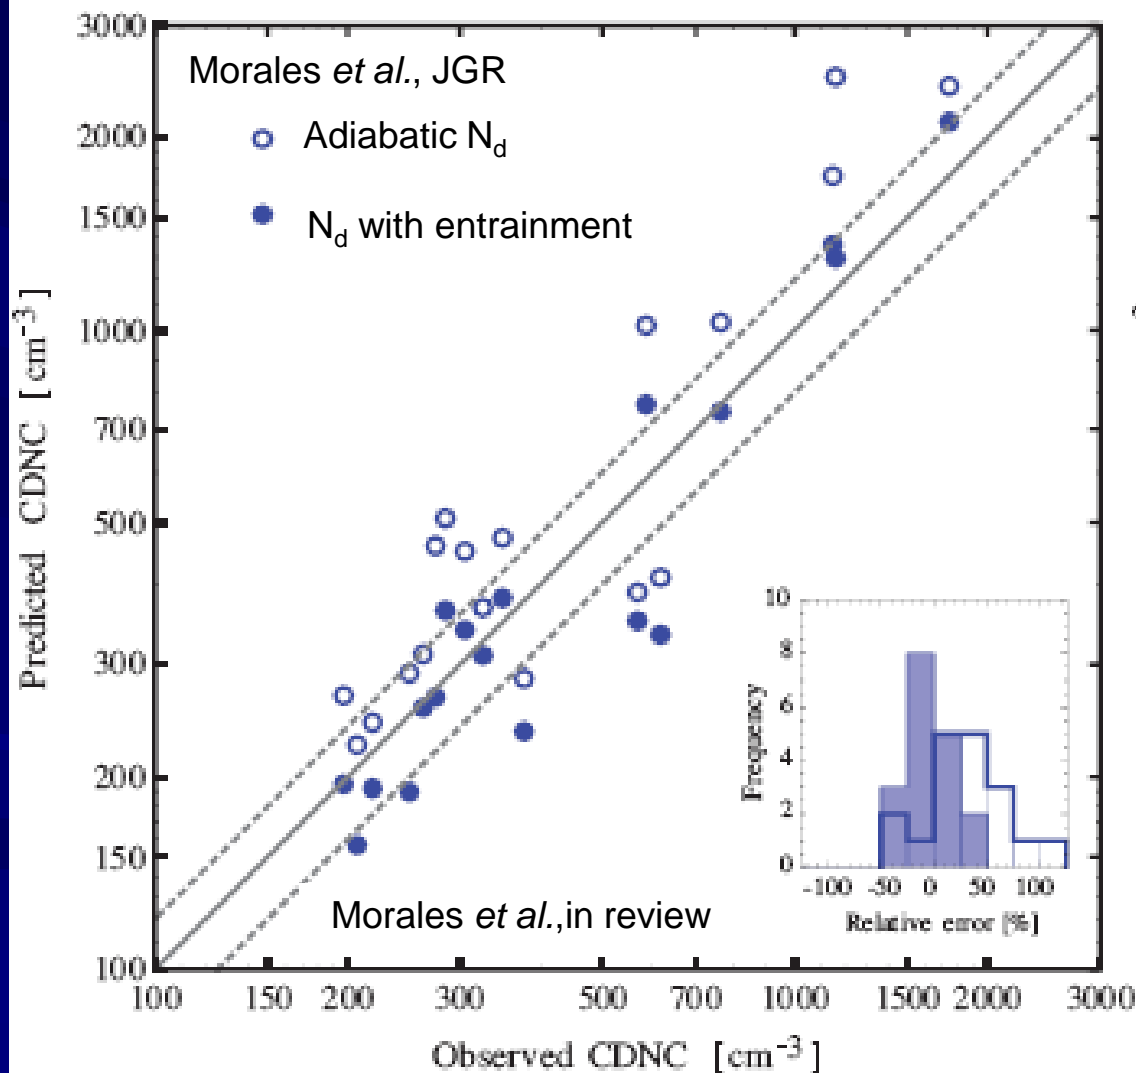 3000
Morales et al., JGR
Adiabatic Nd
Nd with entrainment
2000
1500
1000
700
500
300
200
150
100
Predicted CDNC [cm⁻³]
10
8
6
4
2
0
Frequency
-100 -50 0 50 100
Relative error [%]
Morales et al.,in review
100 150 200 300 500 700 1000 1500 2000 3000
Observed CDNC [cm⁻³]